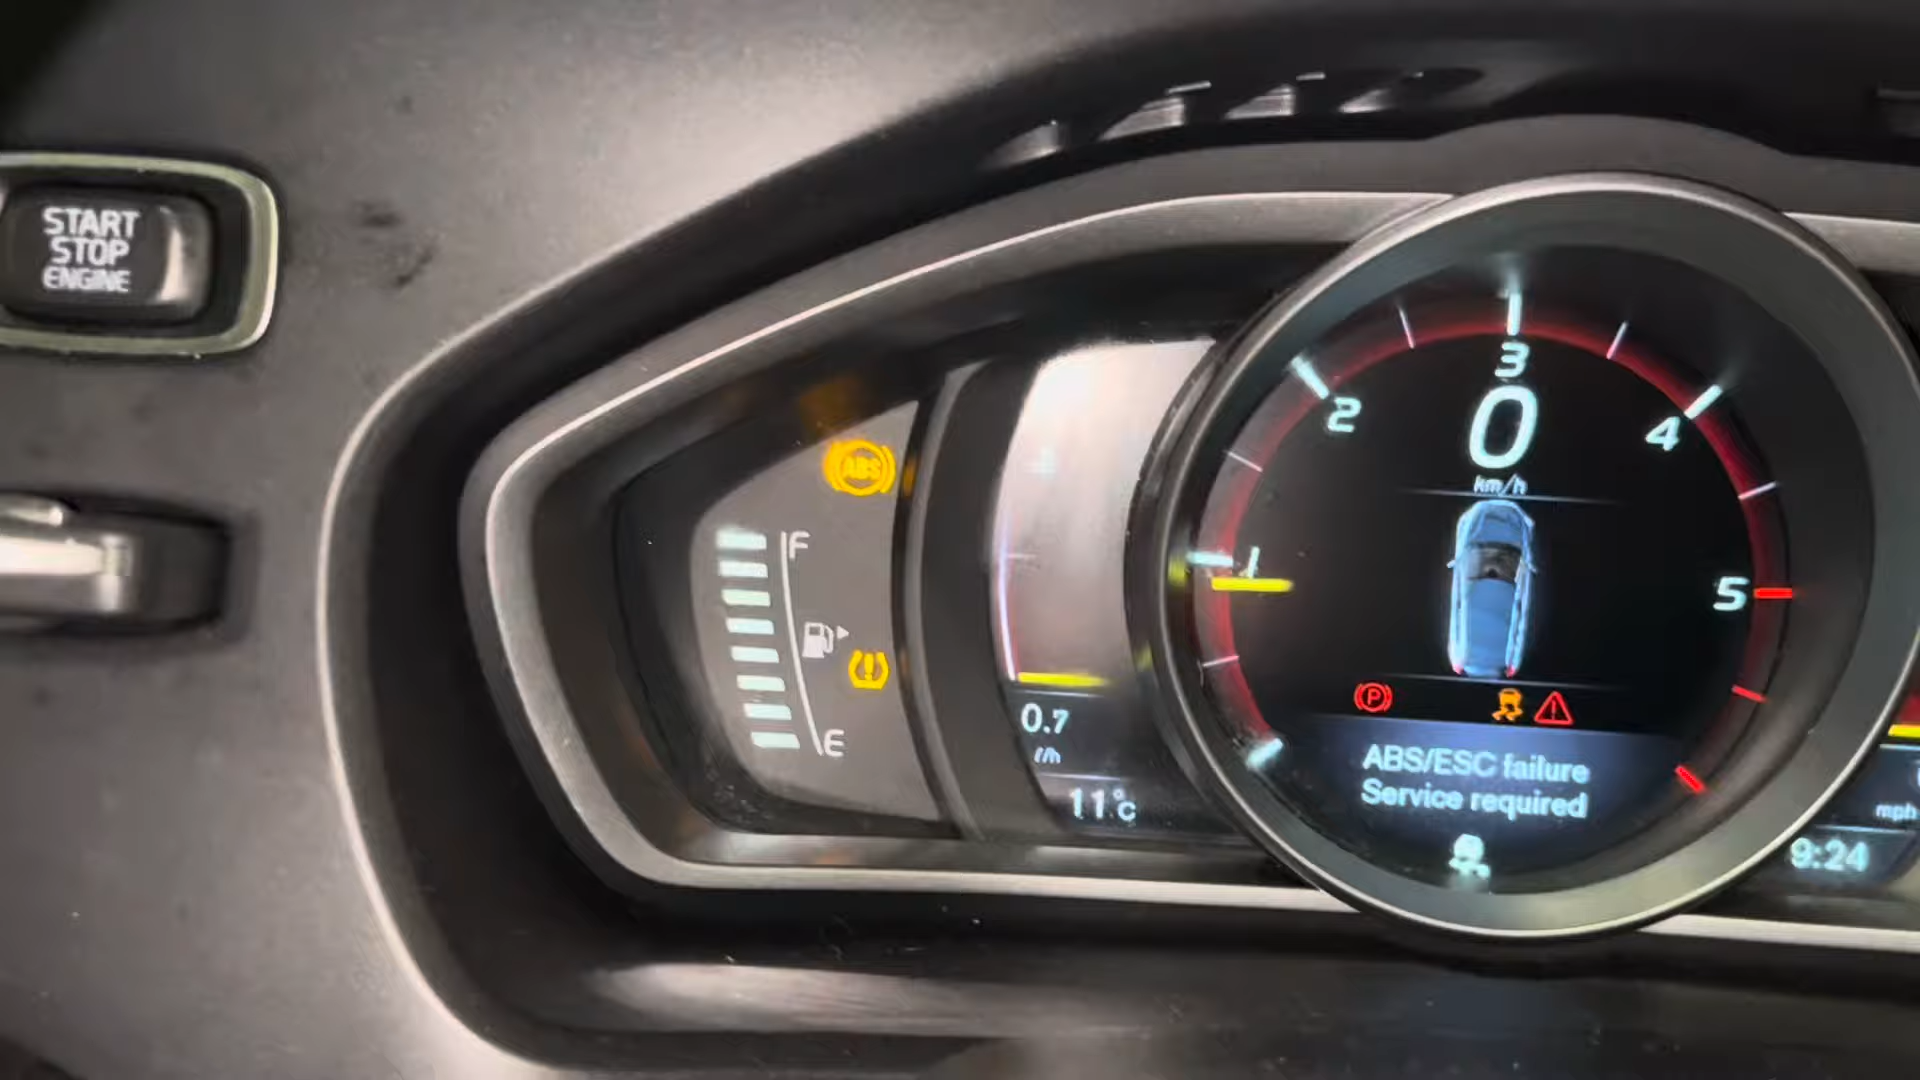 START
STOP
ENGINE
ABS
F
E
0.7
l/h
11°c
1
2
3
4
5
0
km/h
P
ABS/ESC failure
Service required
mph
9:24